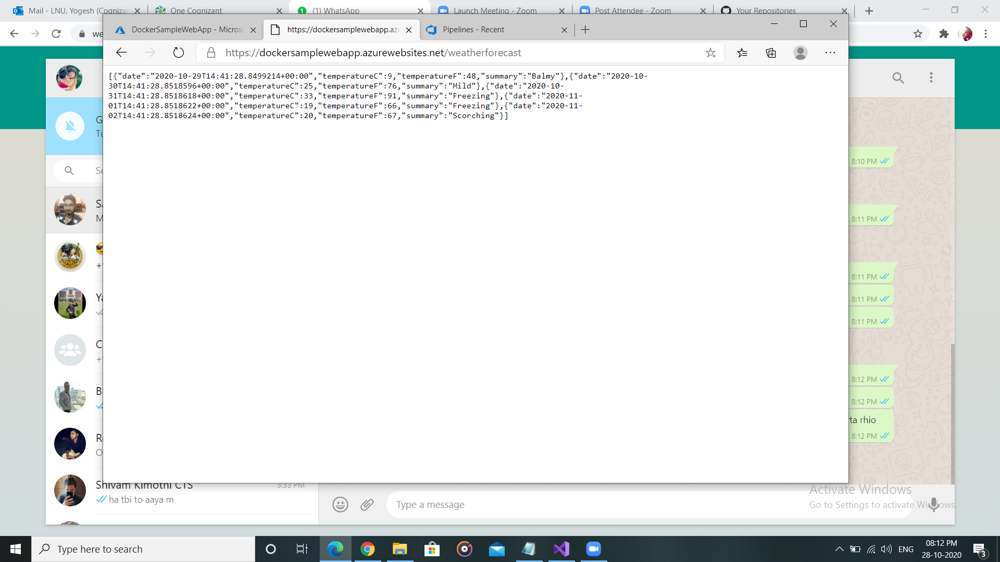 Mail - LNU, Yogesh (Cogniza
One Cognizant
(1) WhatsApp
Launch Meeting - Zoom
Post Attendee - Zoom
Your Repositories
DockerSampleWebApp - Micros
https://dockersamplewebapp.az
Pipelines - Recent
we
https://dockersamplewebapp.azurewebsites.net/weatherforecast
[{"date":"2020-10-29T14:41:28.8499214+00:00","temperatureC":9,"temperatureF":48,"summary":"Balmy"},{"date":"2020-10-
30T14:41:28.8518596+00:00","temperatureC":25,"temperatureF":76,"summary":"Mild"},{"date":"2020-10-
31T14:41:28.8518618+00:00","temperatureC":33,"temperatureF":91,"summary":"Freezing"},{"date":"2020-11-
01T14:41:28.8518622+00:00","temperatureC":19,"temperatureF":66,"summary":"Freezing"},{"date":"2020-11-
02T14:41:28.8518624+00:00","temperatureC":20,"temperatureF":67,"summary":"Scorching"}]
8:10 PM
8:11 PM
8:11 PM
8:11 PM
8:11 PM
8:12 PM
8:12 PM
rta rhio
8:12 PM
Shivam Kimothi CTS
3:33 PM
ha tbi to aaya m
Type a message
Activate Windows
Go to Settings to activate Windows.
Type here to search
ENG
08:12 PM
28-10-2020
3